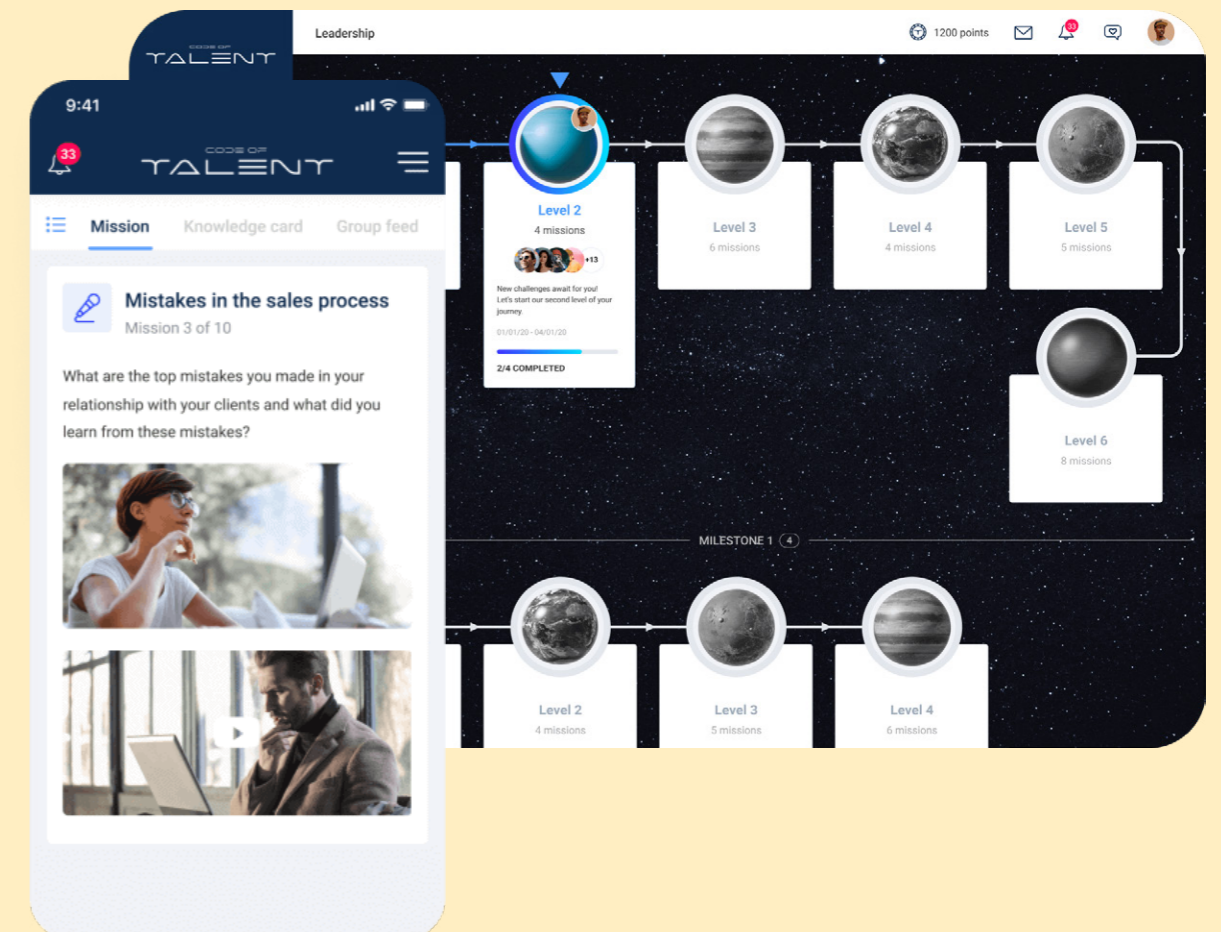 CODE OF
TALENT
Leadership
1200 points
33
9:41
33
CODE OF
TALENT
Mission
Knowledge card
Group feed
Mistakes in the sales process
Mission 3 of 10
What are the top mistakes you made in your
relationship with your clients and what did you
learn from these mistakes?
Level 2
4 missions
+13
New challenges await for you!
Let's start our second level of your
journey.
01/01/20 - 04/01/20
2/4 COMPLETED
Level 3
6 missions
Level 4
4 missions
Level 5
5 missions
Level 6
8 missions
MILESTONE 1 4
Level 2
4 missions
Level 3
5 missions
Level 4
6 missions